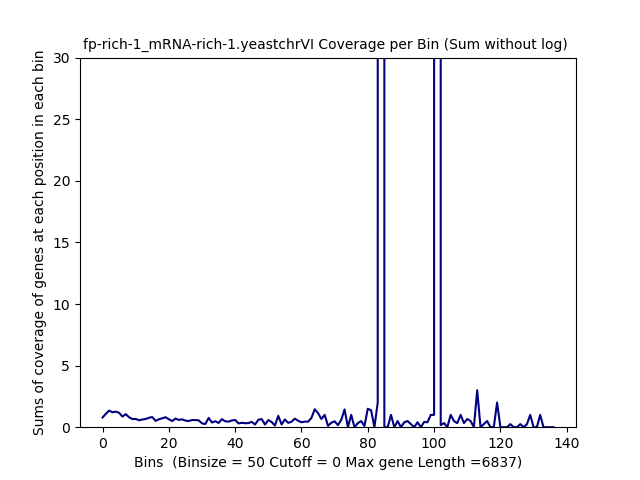 fp-rich-1_mRNA-rich-1.yeastchrVI Coverage per Bin (Sum without log)
Sums of coverage of genes at each position in each bin
30
25
20
15
10
5
0
0 20 40 60 80 100 120 140
Bins  (Binsize = 50 Cutoff = 0 Max gene Length =6837)